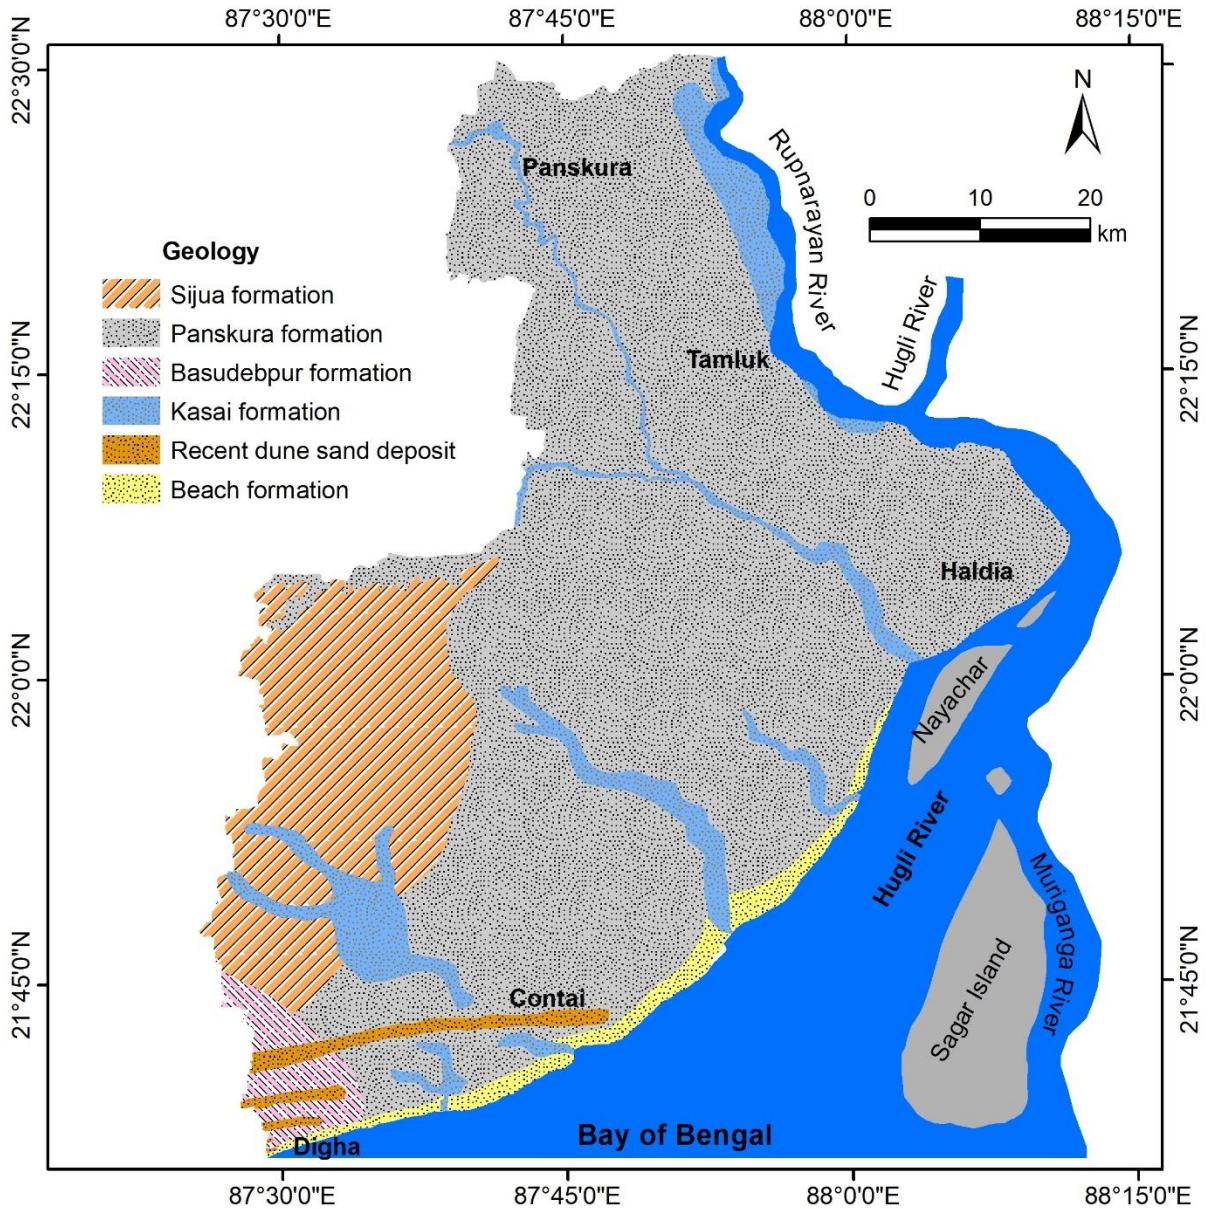 87°30'0"E
87°45'0"E
88°0'0"E
88°15'0"E
22°30'0"N
N
Panskura
Rupnarayan River
0 10 20
km
Geology
Sijua formation
Panskura formation
Basudebpur formation
Kasai formation
Recent dune sand deposit
Beach formation
Hugli River
Tamluk
22°15'0"N
22°15'0"N
Haldia
22°0'0"N
22°0'0"N
Nayachar
Hugli River
Muriganga River
Sagar Island
21°45'0"N
21°45'0"N
Contai
Digha
Bay of Bengal
87°30'0"E
87°45'0"E
88°0'0"E
88°15'0"E